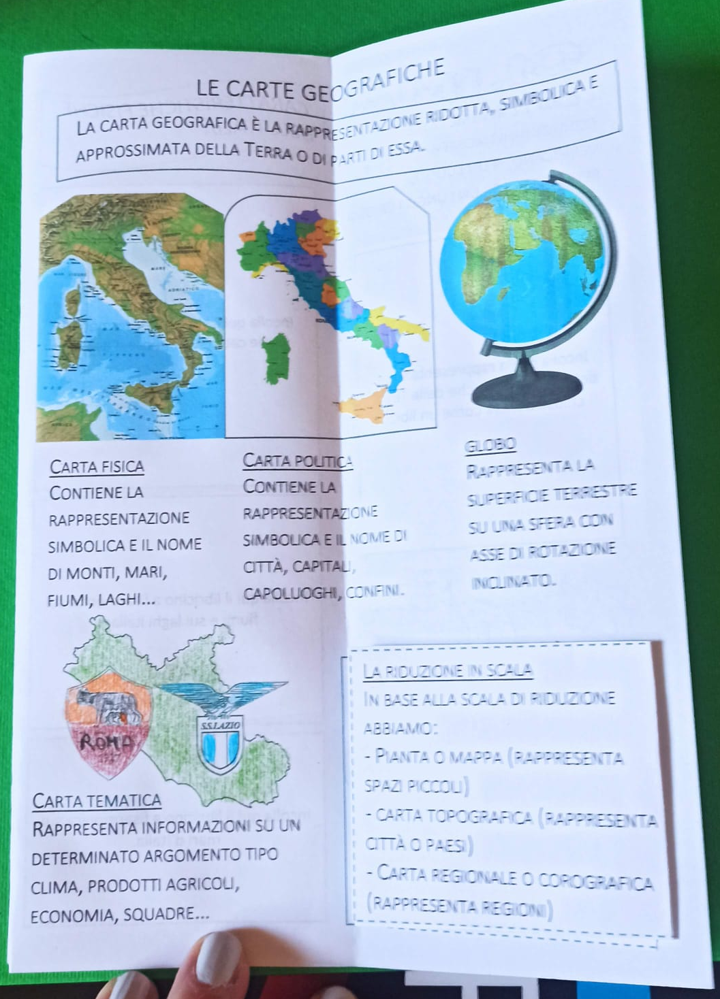 LE CARTE GEOGRAFICHE
LA CARTA GEOGRAFICA È LA RAPPRESENTAZIONE RIDOTTA, SIMBOLICA E
APPROSSIMATA DELLA TERRA O DI PARTI DI ESSA.
MARE
ADRIATICO
AFRICA
CARTA FISICA
CONTIENE LA
RAPPRESENTAZIONE
SIMBOLICA E IL NOME
DI MONTI, MARI,
FIUMI, LAGHI...
CARTA POLITICA
CONTIENE LA
RAPPRESENTAZIONE
SIMBOLICA E IL NOME DI
CITTÀ, CAPITALI,
CAPOLUOGHI, CONFINI.
GLOBO
RAPPRESENTA LA
SUPERFICIE TERRESTRE
SU UNA SFERA CON
ASSE DI ROTAZIONE
INCLINATO.
ROMA
S.S.LAZIO
CARTA TEMATICA
RAPPRESENTA INFORMAZIONI SU UN
DETERMINATO ARGOMENTO TIPO
CLIMA, PRODOTTI AGRICOLI,
ECONOMIA, SQUADRE...
LA RIDUZIONE IN SCALA
IN BASE ALLA SCALA DI RIDUZIONE
ABBIAMO:
- PIANTA O MAPPA (RAPPRESENTA
SPAZI PICCOLI)
- CARTA TOPOGRAFICA (RAPPRESENTA
CITTÀ O PAESI)
- CARTA REGIONALE O COROGRAFICA
(RAPPRESENTA REGIONI)